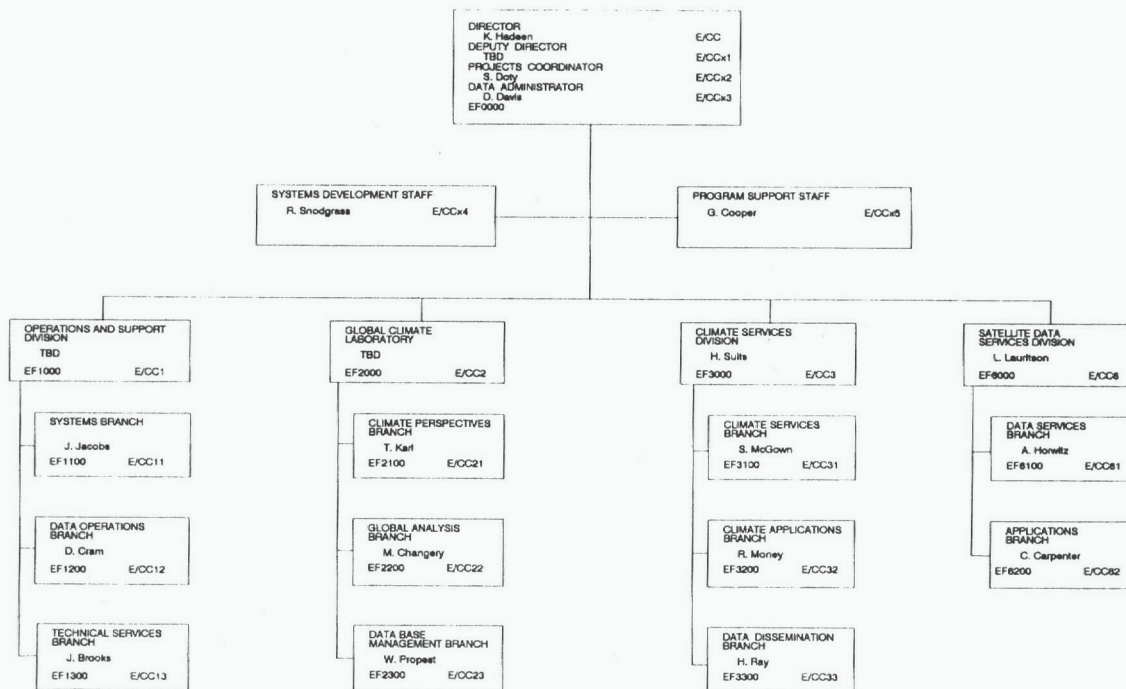 DIRECTOR
K. Hadeen E/CC
DEPUTY DIRECTOR
TBD E/CCx1
PROJECTS COORDINATOR
S. Doty E/CCx2
DATA ADMINISTRATOR
D. Davis E/CCx3
EF0000
SYSTEMS DEVELOPMENT STAFF
R. Snodgrass E/CCx4
PROGRAM SUPPORT STAFF
G. Cooper E/CCx5
OPERATIONS AND SUPPORT
DIVISION
TBD
EF1000 E/CC1
SYSTEMS BRANCH
J. Jacobs
EF1100 E/CC11
DATA OPERATIONS
BRANCH
D. Cram
EF1200 E/CC12
TECHNICAL SERVICES
BRANCH
J. Brooks
EF1300 E/CC13
GLOBAL CLIMATE
LABORATORY
TBD
EF2000 E/CC2
CLIMATE PERSPECTIVES
BRANCH
T. Karl
EF2100 E/CC21
GLOBAL ANALYSIS
BRANCH
M. Changery
EF2200 E/CC22
DATA BASE
MANAGEMENT BRANCH
W. Propest
EF2300 E/CC23
CLIMATE SERVICES
DIVISION
H. Suits
EF3000 E/CC3
CLIMATE SERVICES
BRANCH
S. McGown
EF3100 E/CC31
CLIMATE APPLICATIONS
BRANCH
R. Money
EF3200 E/CC32
DATA DISSEMINATION
BRANCH
H. Ray
EF3300 E/CC33
SATELLITE DATA
SERVICES DIVISION
L. Lauritson
EF6000 E/CC6
DATA SERVICES
BRANCH
A. Horwitz
EF6100 E/CC61
APPLICATIONS
BRANCH
C. Carpenter
EF6200 E/CC62